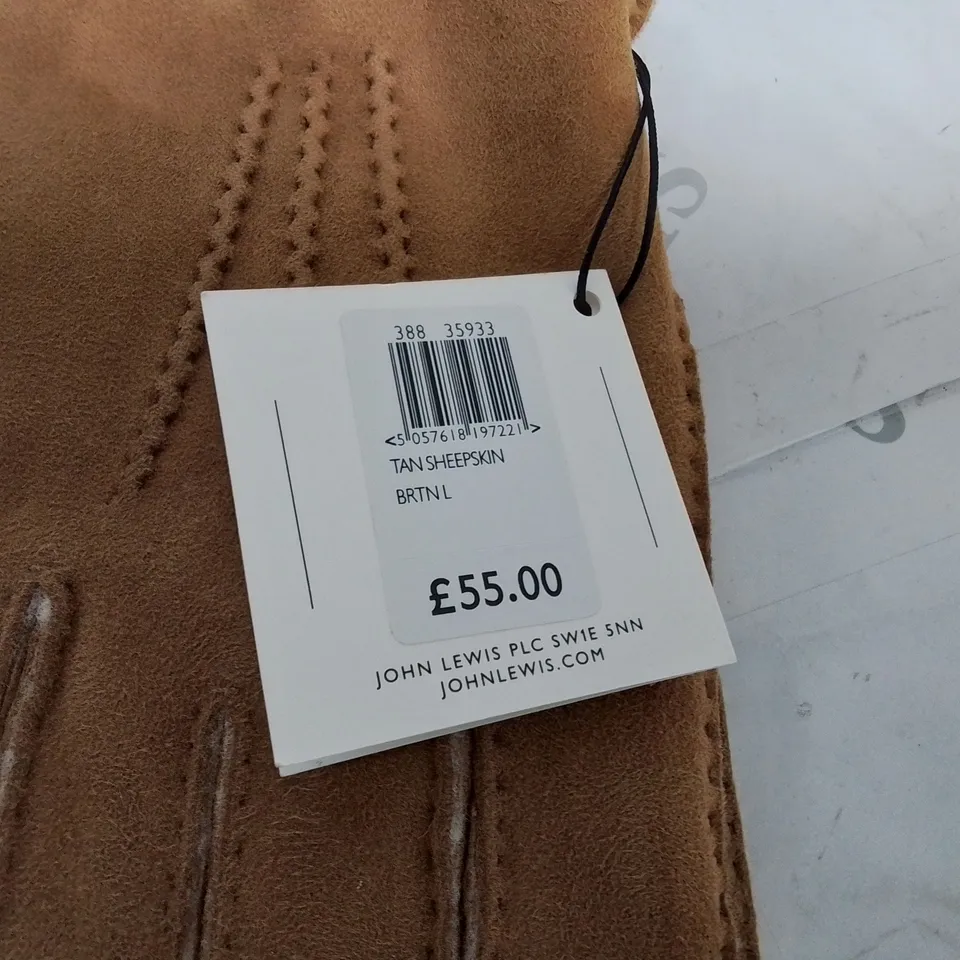 388 35933
<5 057618 197221>
TAN SHEEPSKIN
BRTN L
£55.00
JOHN LEWIS PLC SW1E 5NN
JOHNLEWIS.COM